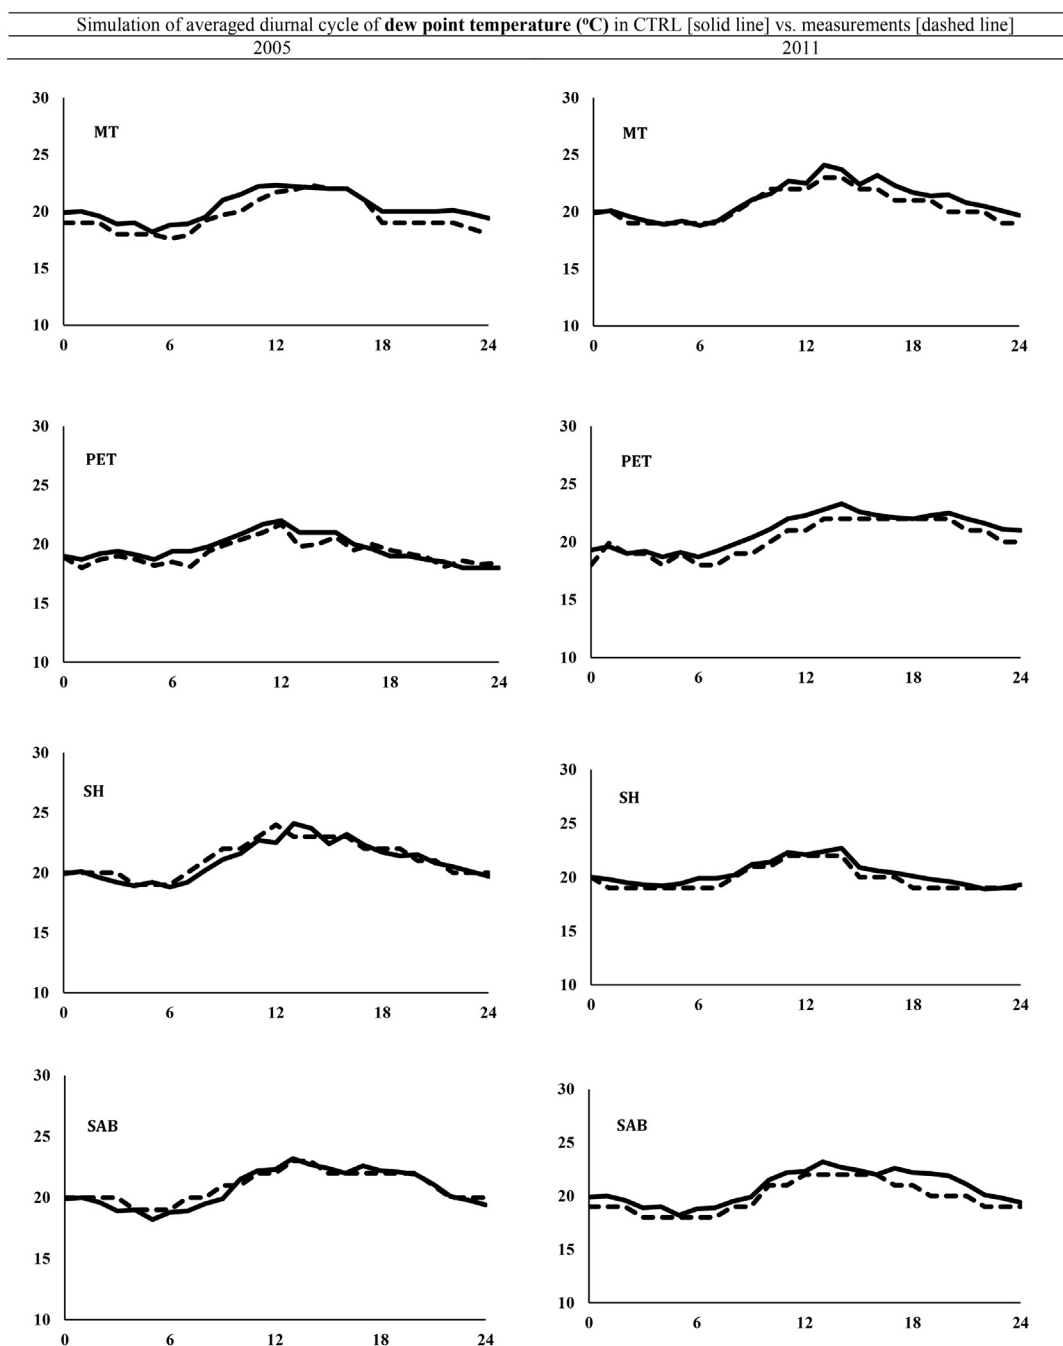 Simulation of averaged diurnal cycle of dew point temperature (ºC) in CTRL [solid line] vs. measurements [dashed line]
2005 2011
30 30
MT MT
25 25
20 20
15 15
10 10
0 6 12 18 24 0 6 12 18 24
30 30
PET PET
25 25
20 20
15 15
10 10
0 6 12 18 24 0 6 12 18 24
30 30
SH SH
25 25
20 20
15 15
10 10
0 6 12 18 24 0 6 12 18 24
30 30
SAB SAB
25 25
20 20
15 15
10 10
0 6 12 18 24 0 6 12 18 24